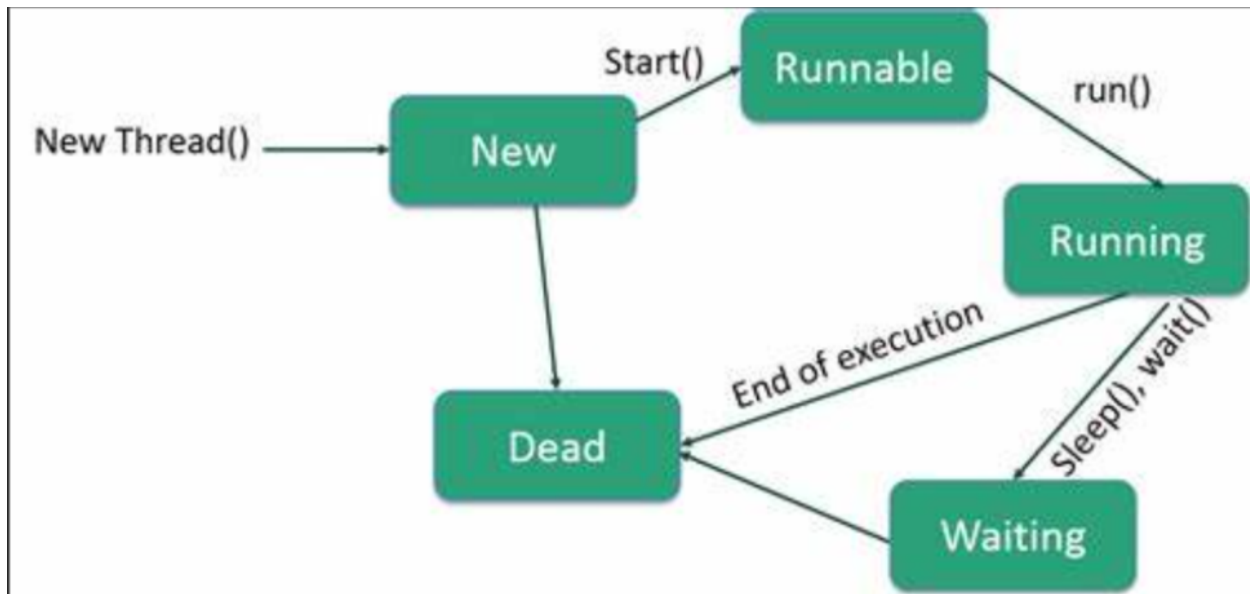 Start()
Runnable
run()
New Thread()
New
Running
End of execution
Sleep(), wait()
Dead
Waiting